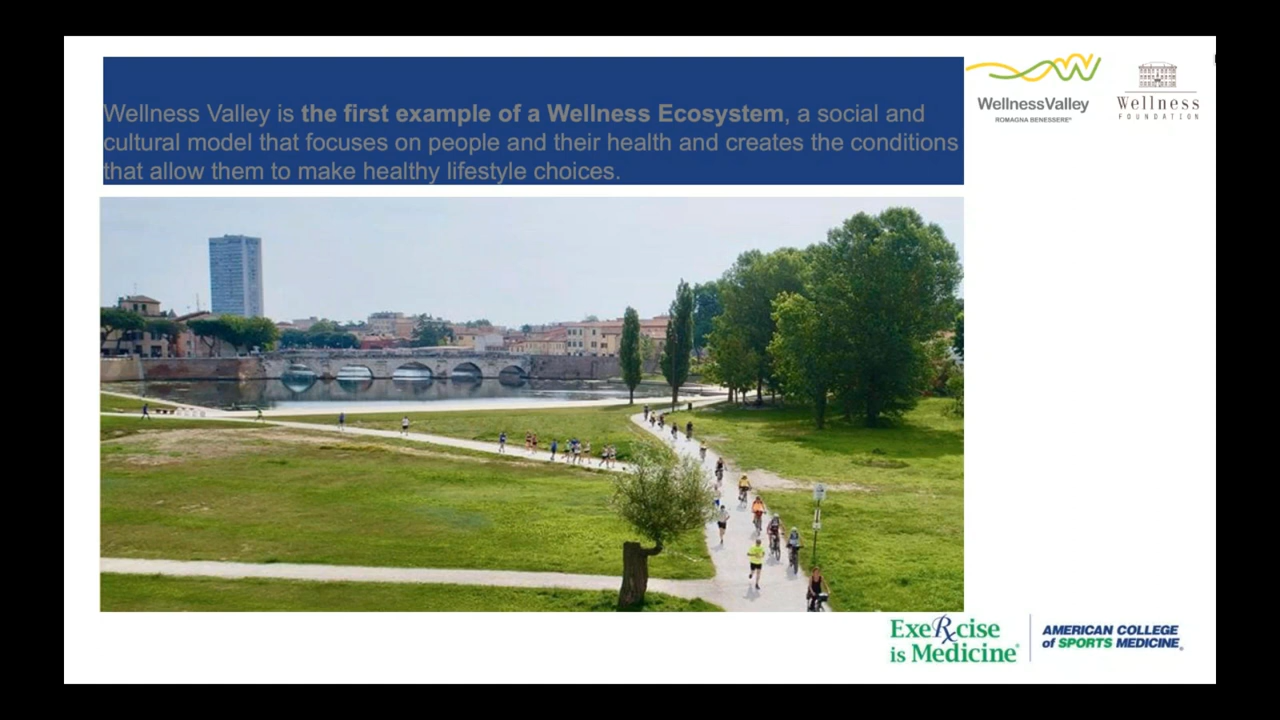 Wellness Valley is the first example of a Wellness Ecosystem, a social and
cultural model that focuses on people and their health and creates the conditions
that allow them to make healthy lifestyle choices.
WellnessValley
ROMAGNA BENESSERE®
Wellness
FOUNDATION
ExeRxcise
is Medicine®
AMERICAN COLLEGE
of SPORTS MEDICINE®